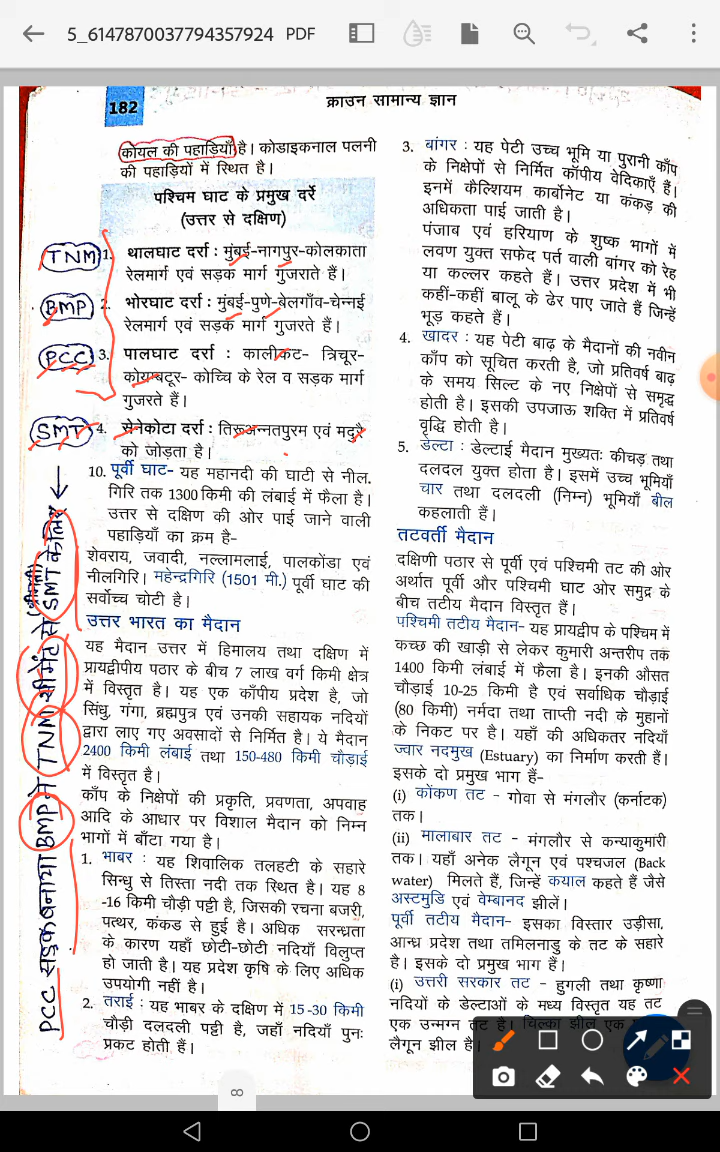 5_6147870037794357924 PDF
182
क्राउन सामान्य ज्ञान
कोयल की पहाड़ियाँ है। कोडाइकनाल पलनी
की पहाड़ियों में स्थित है।
पश्चिम घाट के प्रमुख दर्रे
(उत्तर से दक्षिण)
TNM 1. थालघाट दर्रा : मुंबई-नागपुर-कोलकाता
रेलमार्ग एवं सड़क मार्ग गुजराते हैं।
BMP 2. भोरघाट दर्रा : मुंबई-पुणे-बेलगाँव-चेन्नई
रेलमार्ग एवं सड़क मार्ग गुजरते हैं।
PCC 3. पालघाट दर्रा : कालीकट- त्रिचूर-
कोयम्बटूर- कोच्चि के रेल व सड़क मार्ग
गुजरते हैं।
SMT 4. सेनेकोटा दर्रा : तिरूअन्नतपुरम एवं मदुरै
को जोड़ता है।
10. पूर्वी घाट- यह महानदी की घाटी से नील.
गिरि तक 1300 किमी की लंबाई में फैला है।
उत्तर से दक्षिण की ओर पाई जाने वाली
पहाड़ियों का क्रम है-
शेवराय, जवादी, नल्लामलाई, पालकोंडा एवं
नीलगिरि। महेन्द्रगिरि (1501 मी.) पूर्वी घाट की
सर्वोच्च चोटी है।
उत्तर भारत का मैदान
यह मैदान उत्तर में हिमालय तथा दक्षिण में
प्रायद्वीपीय पठार के बीच 7 लाख वर्ग किमी क्षेत्र
में विस्तृत है। यह एक काँपीय प्रदेश है, जो
सिंधु, गंगा, ब्रह्मपुत्र एवं उनकी सहायक नदियों
द्वारा लाए गए अवसादों से निर्मित है। ये मैदान
2400 किमी लंबाई तथा 150-480 किमी चौड़ाई
में विस्तृत है।
काँप के निक्षेपों की प्रकृति, प्रवणता, अपवाह
आदि के आधार पर विशाल मैदान को निम्न
भागों में बाँटा गया है।
1. भाबर : यह शिवालिक तलहटी के सहारे
सिन्धु से तिस्ता नदी तक स्थित है। यह 8
-16 किमी चौड़ी पट्टी है, जिसकी रचना बजरी,
पत्थर, कंकड से हुई है। अधिक सरन्ध्रता
के कारण यहाँ छोटी-छोटी नदियाँ विलुप्त
हो जाती है। यह प्रदेश कृषि के लिए अधिक
उपयोगी नहीं है।
2. तराई : यह भाबर के दक्षिण में 15-30 किमी
चौड़ी दलदली पट्टी है, जहाँ नदियाँ पुनः
प्रकट होती हैं।
PCC सड़क बनाया BMP ने TNM सीमेंट से SMT के लिए
3. बांगर : यह पेटी उच्च भूमि या पुरानी काँप
के निक्षेपों से निर्मित काँपीय वेदिकाएँ हैं।
इनमें कैल्शियम कार्बोनेट या कंकड़ की
अधिकता पाई जाती है।
पंजाब एवं हरियाण के शुष्क भागों में
लवण युक्त सफेद पर्त वाली बांगर को रेह
या कल्लर कहते हैं। उत्तर प्रदेश में भी
कहीं-कहीं बालू के ढेर पाए जाते हैं जिन्हें
भूड़ कहते हैं।
4. खादर : यह पेटी बाढ़ के मैदानों की नवीन
काँप को सूचित करती है, जो प्रतिवर्ष बाढ़
के समय सिल्ट के नए निक्षेपों से समृद्ध
होती है। इसकी उपजाऊ शक्ति में प्रतिवर्ष
वृद्धि होती है।
5. डेल्टा : डेल्टाई मैदान मुख्यतः कीचड़ तथा
दलदल युक्त होता है। इसमें उच्च भूमियाँ
चार तथा दलदली (निम्न) भूमियाँ बील
कहलाती हैं।
तटवर्ती मैदान
दक्षिणी पठार से पूर्वी एवं पश्चिमी तट की ओर
अर्थात पूर्वी और पश्चिमी घाट ओर समुद्र के
बीच तटीय मैदान विस्तृत हैं।
पश्चिमी तटीय मैदान- यह प्रायद्वीप के पश्चिम में
कच्छ की खाड़ी से लेकर कुमारी अन्तरीप तक
1400 किमी लंबाई में फैला है। इनकी औसत
चौड़ाई 10-25 किमी है एवं सर्वाधिक चौड़ाई
(80 किमी) नर्मदा तथा ताप्ती नदी के मुहानों
के निकट पर है। यहाँ की अधिकतर नदियाँ
ज्वार नदमुख (Estuary) का निर्माण करती हैं।
इसके दो प्रमुख भाग हैं-
(i) कोंकण तट - गोवा से मंगलौर (कर्नाटक)
तक।
(ii) मालाबार तट - मंगलौर से कन्याकुमारी
तक। यहाँ अनेक लैगून एवं पश्चजल (Back
water) मिलते हैं, जिन्हें कयाल कहते हैं जैसे
अस्टमुडि एवं वेम्बानद झीलें।
पूर्वी तटीय मैदान- इसका विस्तार उड़ीसा,
आन्ध्र प्रदेश तथा तमिलनाडु के तट के सहारे
है। इसके दो प्रमुख भाग हैं।
(i) उत्तरी सरकार तट - हुगली तथा कृष्णा
नदियों के डेल्टाओं के मध्य विस्तृत यह तट
एक उन्मग्न तट है। चिल्का झील एक
लैगून झील है।